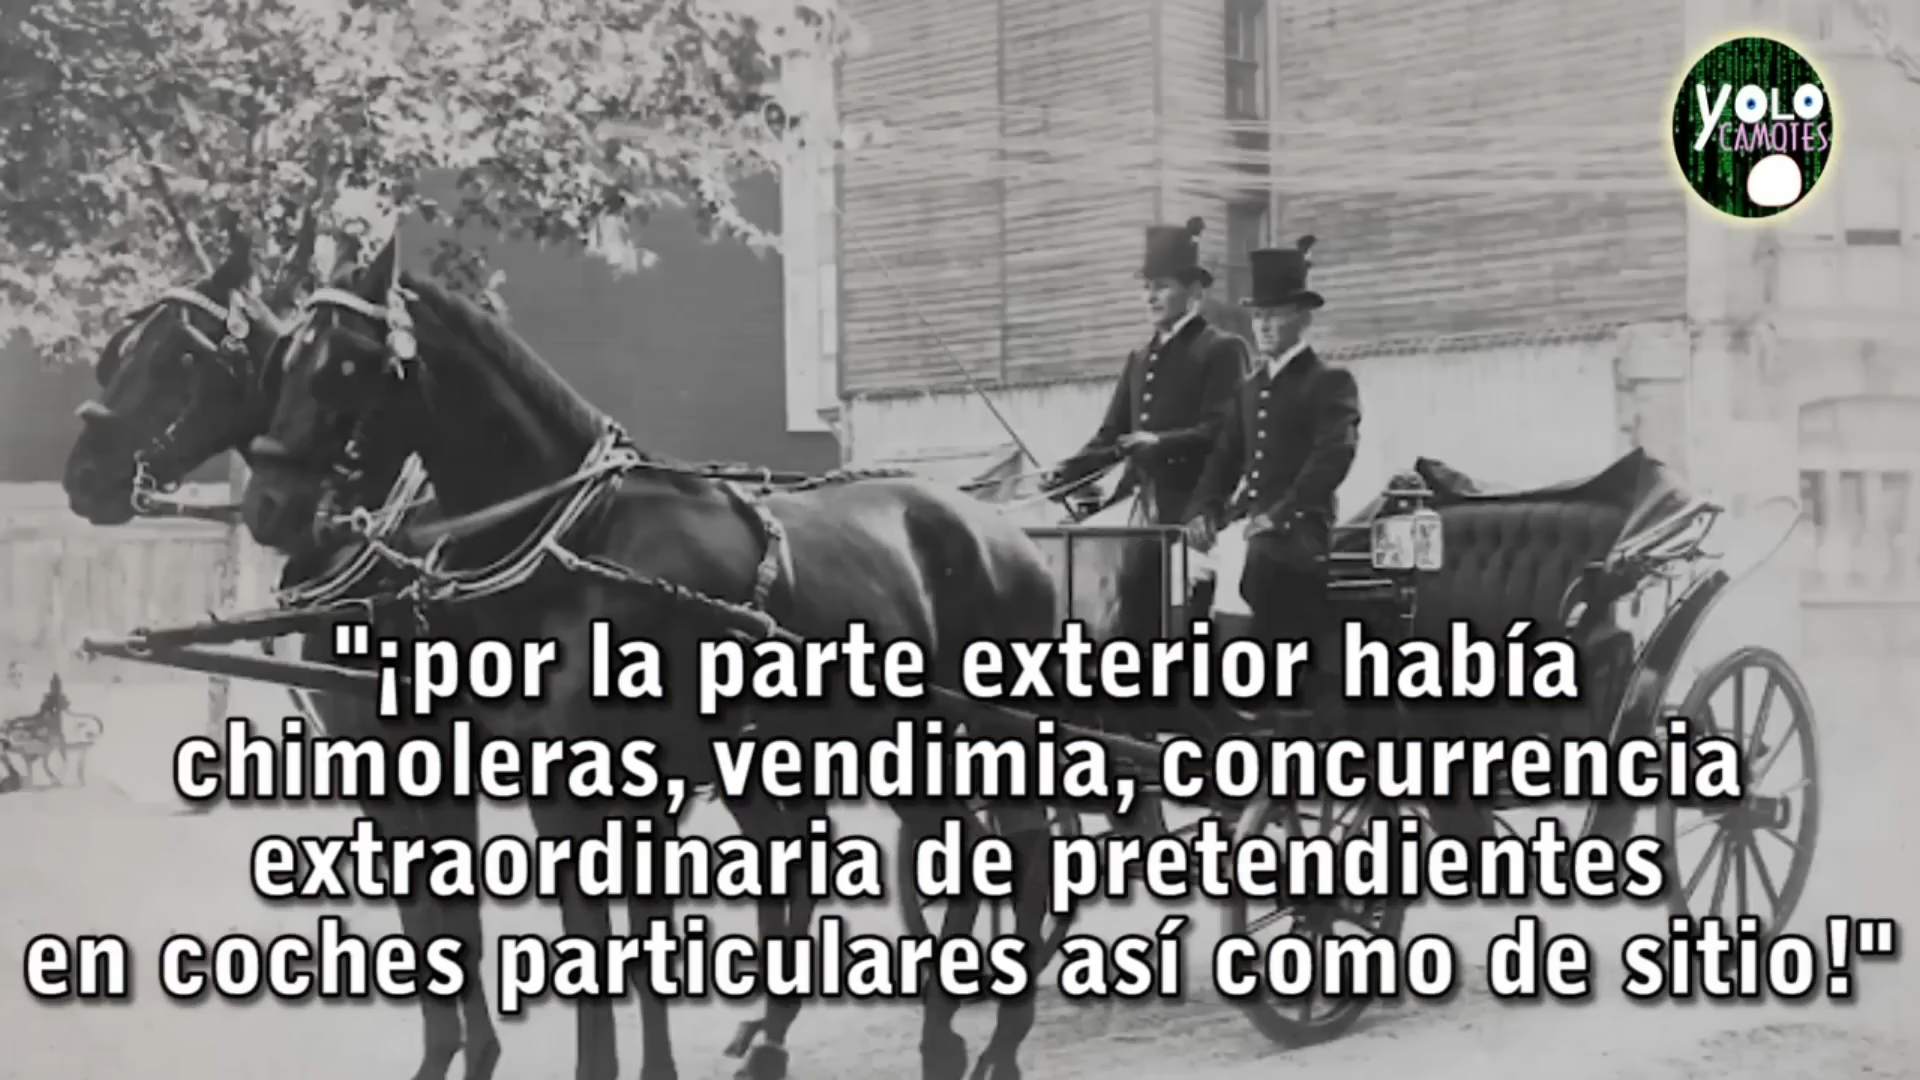 YOLO
CAMOTES
"¡por la parte exterior había
chimoleras, vendimia, concurrencia
extraordinaria de pretendientes
en coches particulares así como de sitio!"